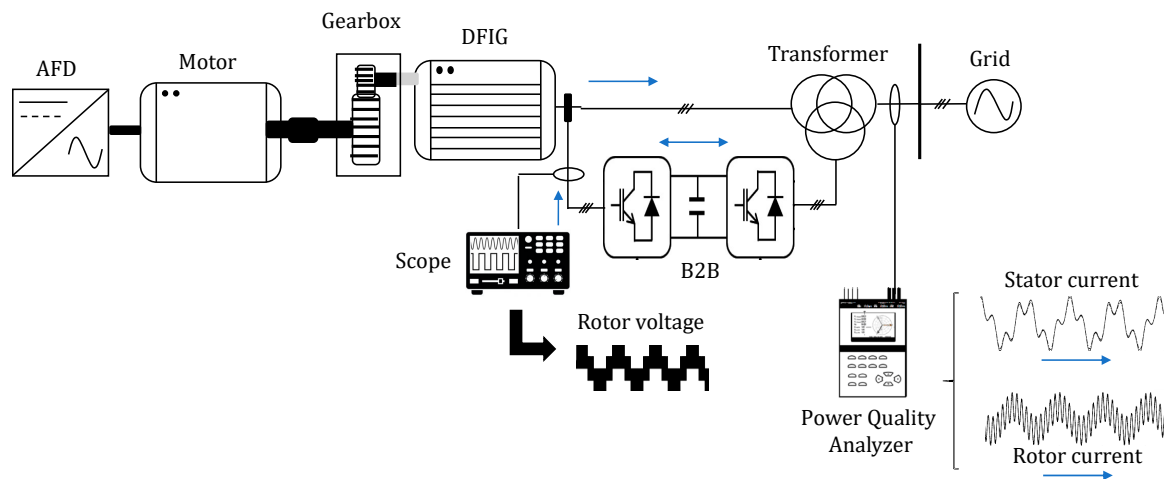 AFD
Motor
Gearbox
DFIG
Transformer
Grid
Scope
B2B
Rotor voltage
Power Quality
Analyzer
Stator current
Rotor current